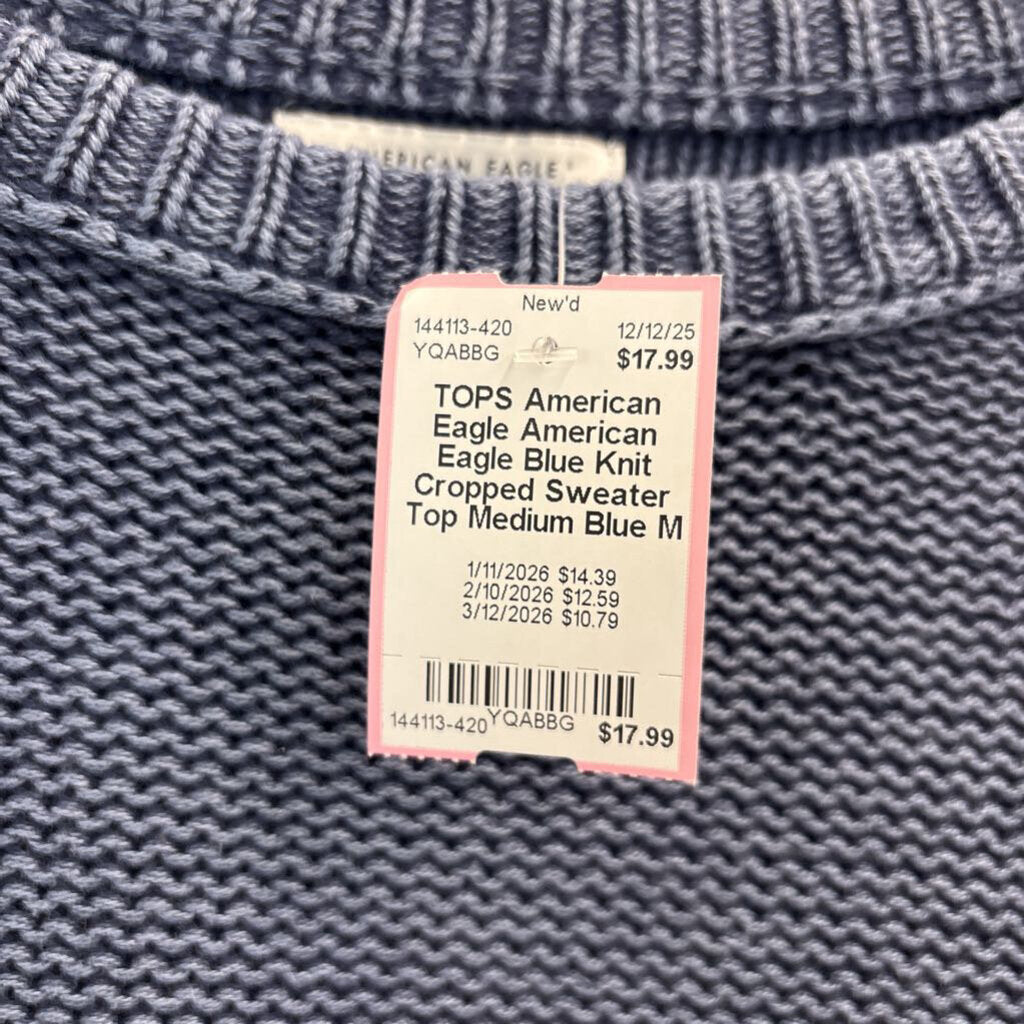 AMERICAN EAGLE
New'd
144113-420 12/12/25
YQABBG $17.99
TOPS American
Eagle American
Eagle Blue Knit
Cropped Sweater
Top Medium Blue M
1/11/2026 $14.39
2/10/2026 $12.59
3/12/2026 $10.79
144113-420 YQABBG $17.99